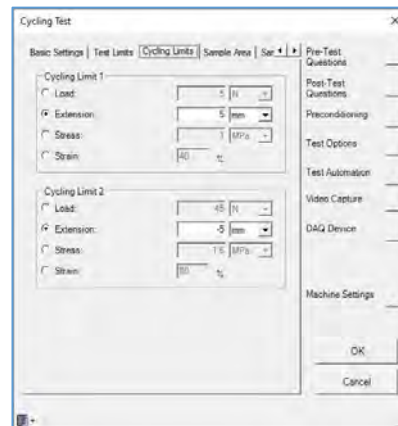 Cycling Test
Basic Settings | Test Limits | Cycling Limits | Sample Area | Sar
Cycling Limit 1
Load: 5 N
Extension: 5 mm
Stress: 1 MPa
Strain: 40 %
Cycling Limit 2
Load: 45 N
Extension: -5 mm
Stress: MPa
Strain: 80 %
Pre-Test
Questions
Post-Test
Questions
Preconditioning
Test Options
Test Automation
Video Capture
DAQ Device
Machine Settings
OK
Cancel